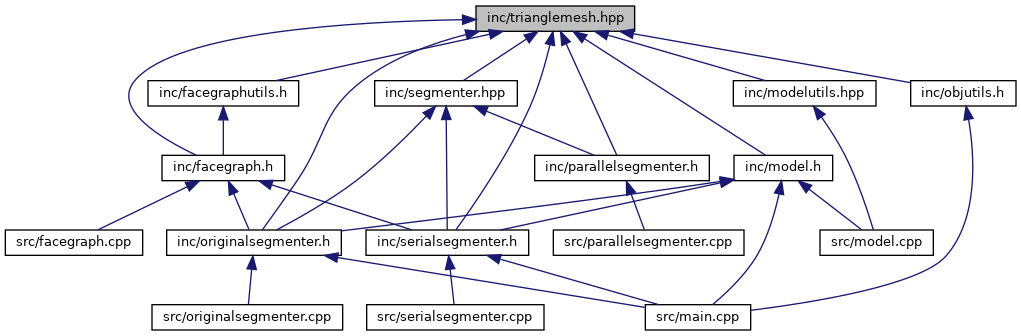 inc/trianglemesh.hpp
inc/facegraphutils.h
inc/segmenter.hpp
inc/modelutils.hpp
inc/objutils.h
inc/facegraph.h
inc/parallelsegmenter.h
inc/model.h
src/facegraph.cpp
inc/originalsegmenter.h
inc/serialsegmenter.h
src/parallelsegmenter.cpp
src/model.cpp
src/originalsegmenter.cpp
src/serialsegmenter.cpp
src/main.cpp